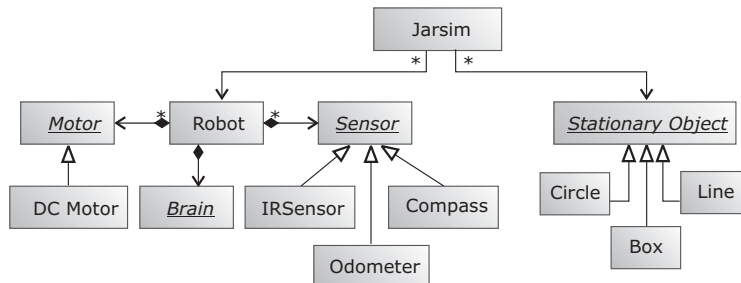 Jarsim
* *
Motor * Robot * Sensor Stationary Object
DC Motor Brain IRSensor Compass Circle Line
Odometer Box